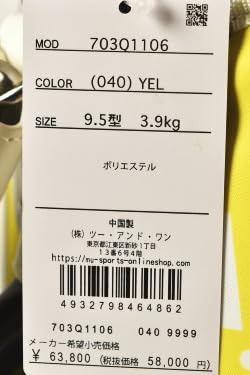 MOD 703Q1106
COLOR (040) YEL
SIZE 9.5型 3.9kg
ポリエステル
中国製
(株) ツー・アンド・ワン
東京都江東区新砂1丁目
13番6号4階
https://mu-sports-onlineshop.com/
4932798464862
703Q1106 040 9999
メーカー希望小売価格
¥ 63,800 (税抜価格 58,000 円)